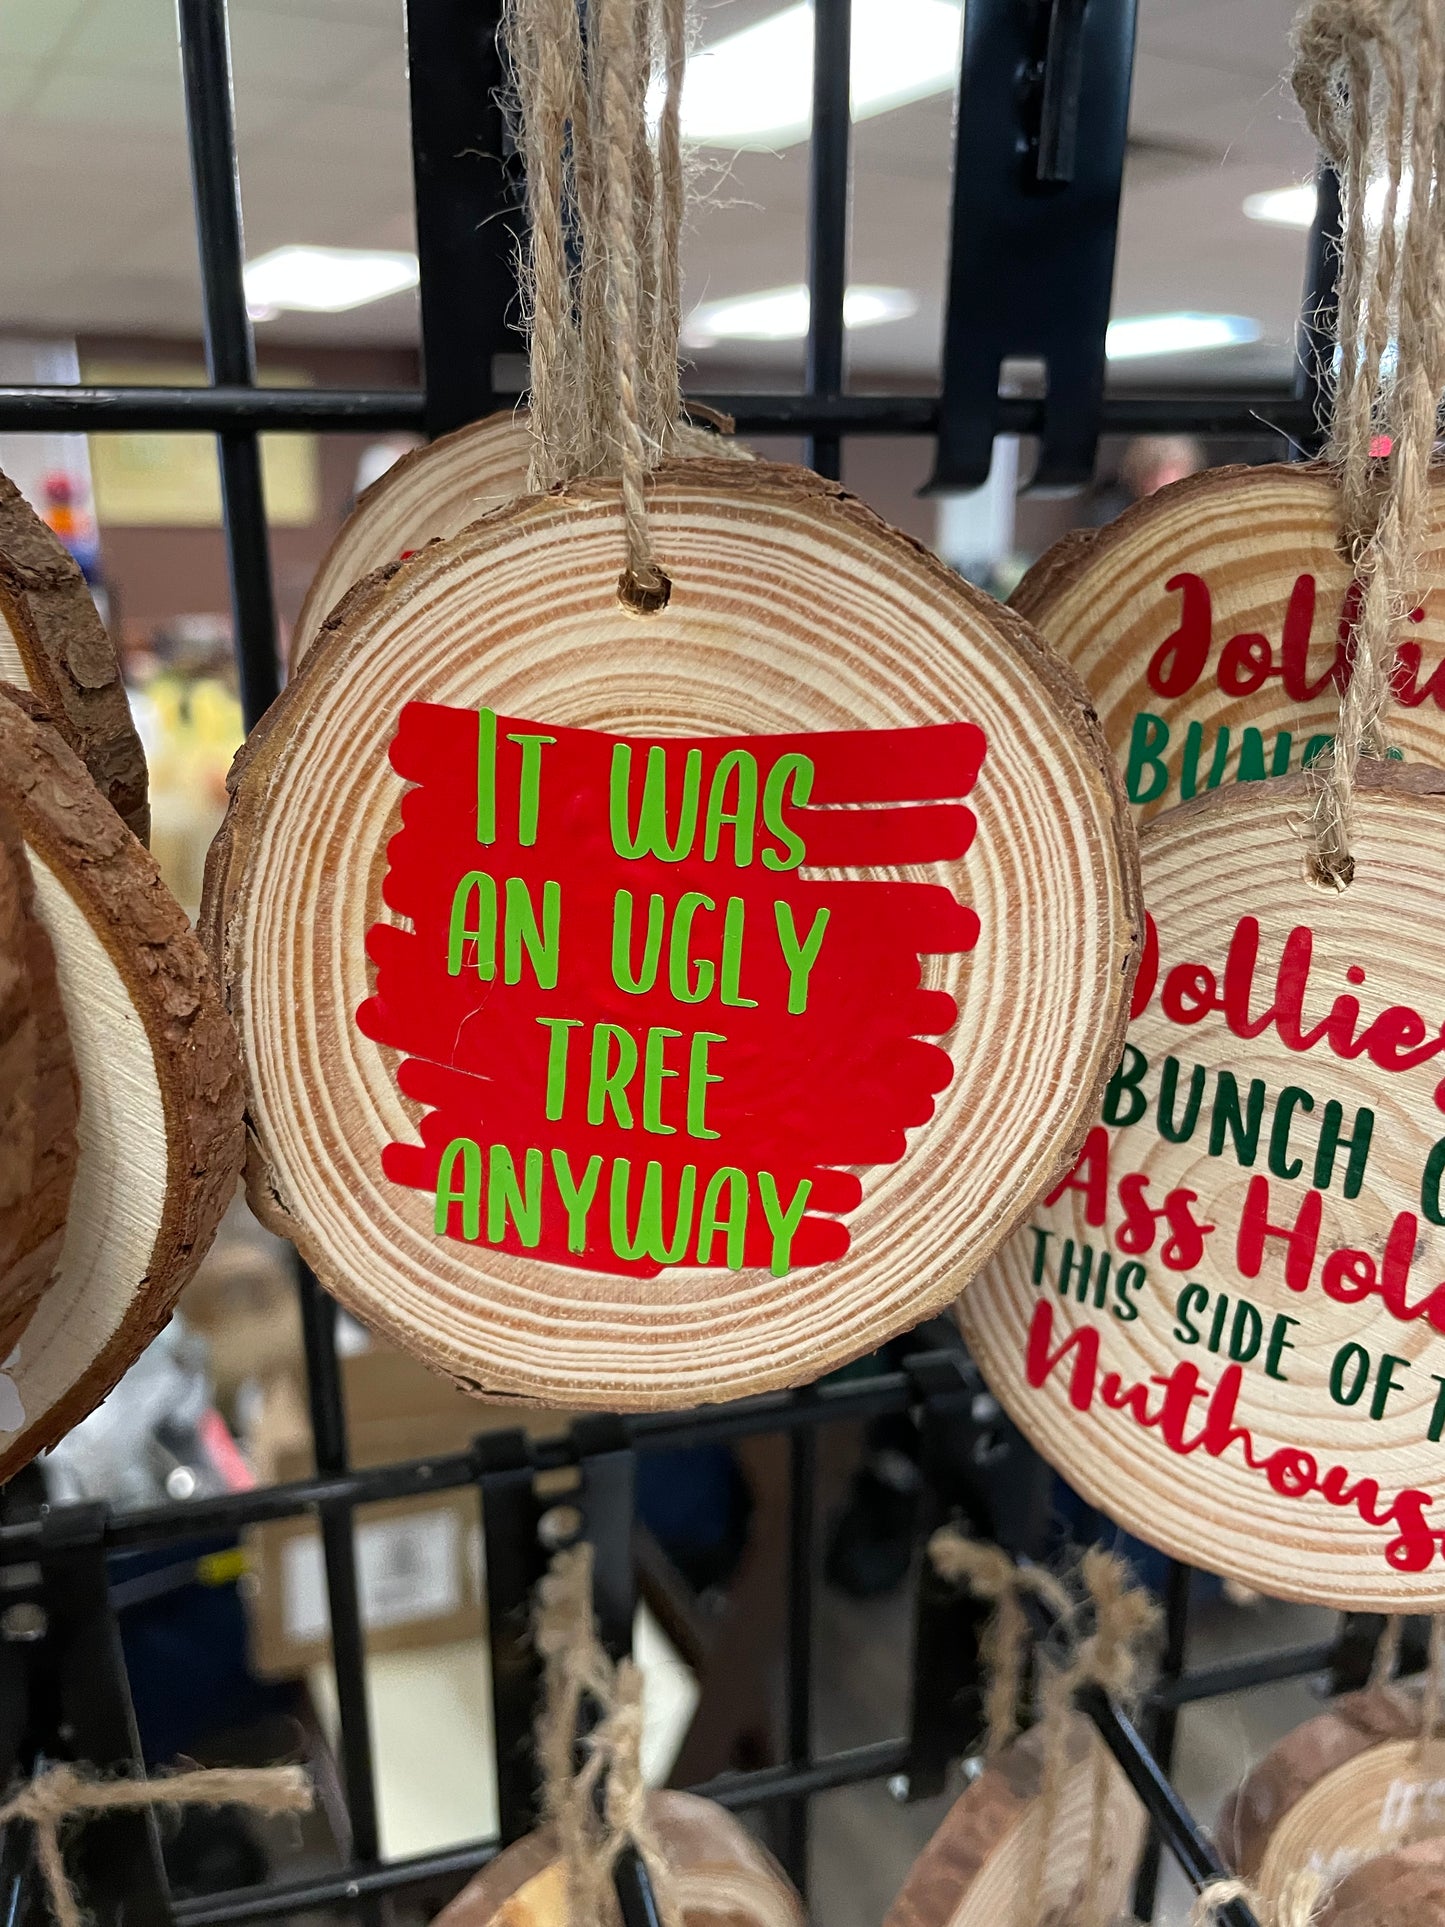 IT WAS
AN UGLY
TREE
ANYWAY
BUNCH
Ass
THIS SIDE OF